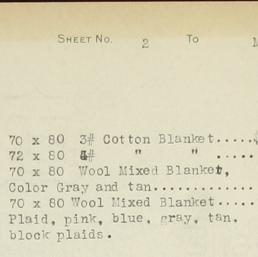 SHEET NO. 2 TO
70 x 80 3# Cotton Blanket.....
72 x 80 4# " " .....
70 x 80 Wool Mixed Blanket,
Color Gray and tan.............
70 x 80 Wool Mixed Blanket....
Plaid, pink, blue, gray, tan,
block plaids.